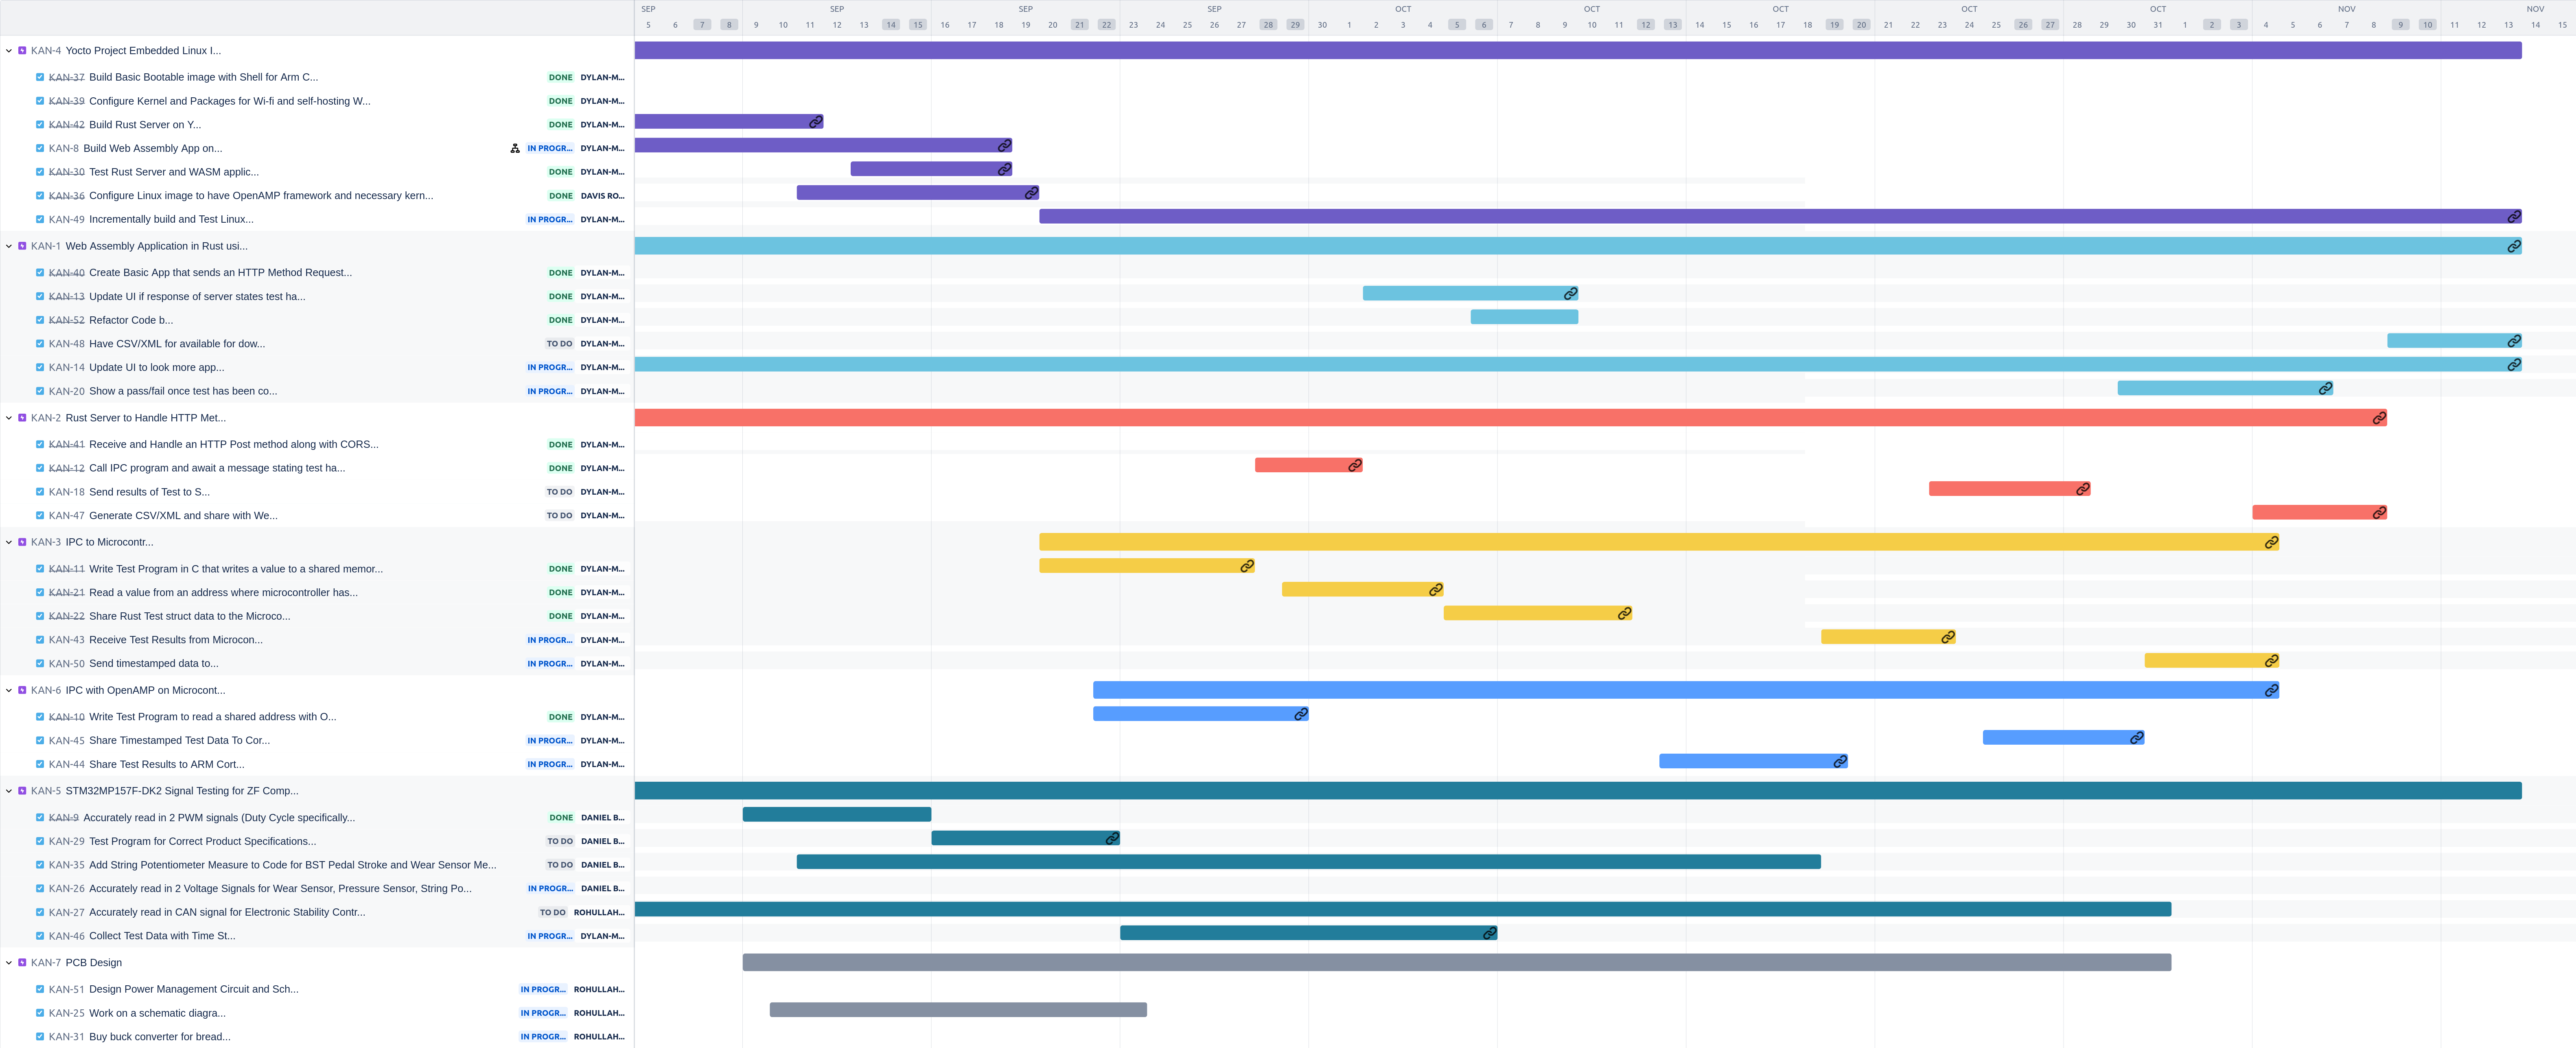 SEP SEP SEP SEP OCT OCT OCT OCT OCT NOV NOV
5 6 7 8 9 10 11 12 13 14 15 16 17 18 19 20 21 22 23 24 25 26 27 28 29 30 1 2 3 4 5 6 7 8 9 10 11 12 13 14 15 16 17 18 19 20 21 22 23 24 25 26 27 28 29 30 31 1 2 3 4 5 6 7 8 9 10 11 12 13 14 15
KAN-4 Yocto Project Embedded Linux I...
KAN-37 Build Basic Bootable image with Shell for Arm C... DONE DYLAN-M...
KAN-39 Configure Kernel and Packages for Wi-fi and self-hosting W... DONE DYLAN-M...
KAN-42 Build Rust Server on Y... DONE DYLAN-M...
KAN-8 Build Web Assembly App on... IN PROGR... DYLAN-M...
KAN-30 Test Rust Server and WASM applic... DONE DYLAN-M...
KAN-36 Configure Linux image to have OpenAMP framework and necessary kern... DONE DAVIS RO...
KAN-49 Incrementally build and Test Linux... IN PROGR... DYLAN-M...
KAN-1 Web Assembly Application in Rust usi...
KAN-40 Create Basic App that sends an HTTP Method Request... DONE DYLAN-M...
KAN-13 Update UI if response of server states test ha... DONE DYLAN-M...
KAN-52 Refactor Code b... DONE DYLAN-M...
KAN-48 Have CSV/XML for available for dow... TO DO DYLAN-M...
KAN-14 Update UI to look more app... IN PROGR... DYLAN-M...
KAN-20 Show a pass/fail once test has been co... IN PROGR... DYLAN-M...
KAN-2 Rust Server to Handle HTTP Met...
KAN-41 Receive and Handle an HTTP Post method along with CORS... DONE DYLAN-M...
KAN-12 Call IPC program and await a message stating test ha... DONE DYLAN-M...
KAN-18 Send results of Test to S... TO DO DYLAN-M...
KAN-47 Generate CSV/XML and share with We... TO DO DYLAN-M...
KAN-3 IPC to Microcontr...
KAN-11 Write Test Program in C that writes a value to a shared memor... DONE DYLAN-M...
KAN-21 Read a value from an address where microcontroller has... DONE DYLAN-M...
KAN-22 Share Rust Test struct data to the Microco... DONE DYLAN-M...
KAN-43 Receive Test Results from Microcon... IN PROGR... DYLAN-M...
KAN-50 Send timestamped data to... IN PROGR... DYLAN-M...
KAN-6 IPC with OpenAMP on Microcont...
KAN-10 Write Test Program to read a shared address with O... DONE DYLAN-M...
KAN-45 Share Timestamped Test Data To Cor... IN PROGR... DYLAN-M...
KAN-44 Share Test Results to ARM Cort... IN PROGR... DYLAN-M...
KAN-5 STM32MP157F-DK2 Signal Testing for ZF Comp...
KAN-9 Accurately read in 2 PWM signals (Duty Cycle specifically... DONE DANIEL B...
KAN-29 Test Program for Correct Product Specifications... TO DO DANIEL B...
KAN-35 Add String Potentiometer Measure to Code for BST Pedal Stroke and Wear Sensor Me... TO DO DANIEL B...
KAN-26 Accurately read in 2 Voltage Signals for Wear Sensor, Pressure Sensor, String Po... IN PROGR... DANIEL B...
KAN-27 Accurately read in CAN signal for Electronic Stability Contr... TO DO ROHULLAH...
KAN-46 Collect Test Data with Time St... IN PROGR... DYLAN-M...
KAN-7 PCB Design
KAN-51 Design Power Management Circuit and Sch... IN PROGR... ROHULLAH...
KAN-25 Work on a schematic diagra... IN PROGR... ROHULLAH...
KAN-31 Buy buck converter for bread... IN PROGR... ROHULLAH...